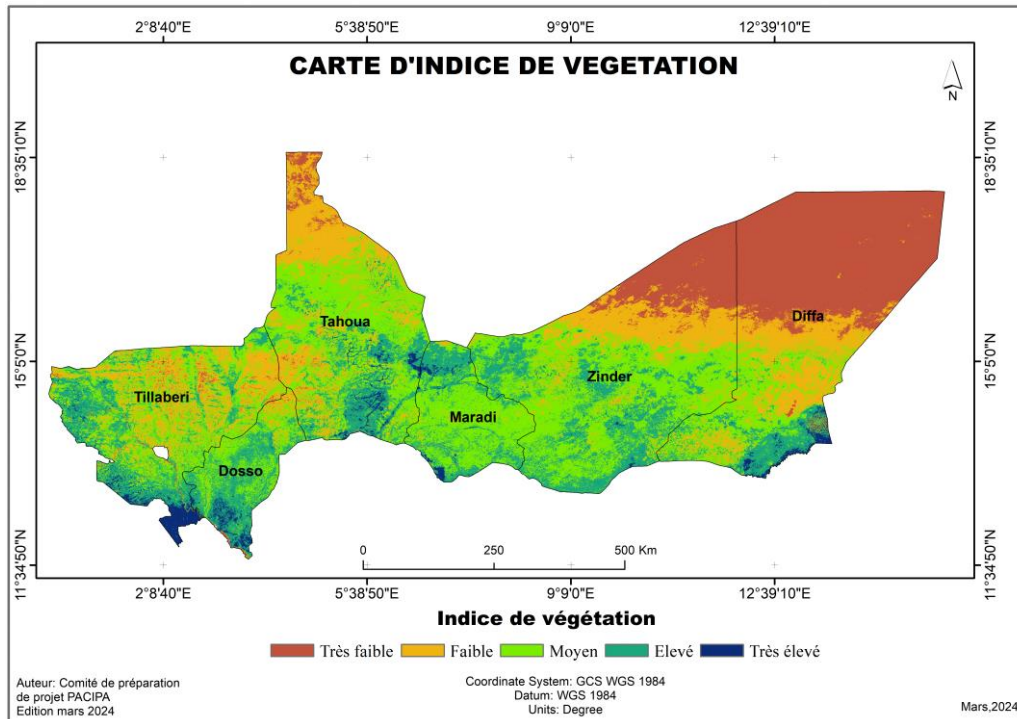 2°8'40"E 5°38'50"E 9°9'0"E 12°39'10"E
CARTE D'INDICE DE VEGETATION
N
18°35'10"N 18°35'10"N
Tahoua
Diffa
15°5'0"N 15°5'0"N
Zinder
Tillaberi
Maradi
Dosso
0 250 500 Km
11°34'50"N 11°34'50"N
2°8'40"E 5°38'50"E 9°9'0"E 12°39'10"E
Indice de végétation
Très faible Faible Moyen Elevé Très élevé
Auteur: Comité de préparation
de projet PACIPA
Edition mars 2024
Coordinate System: GCS WGS 1984
Datum: WGS 1984
Units: Degree
Mars,2024